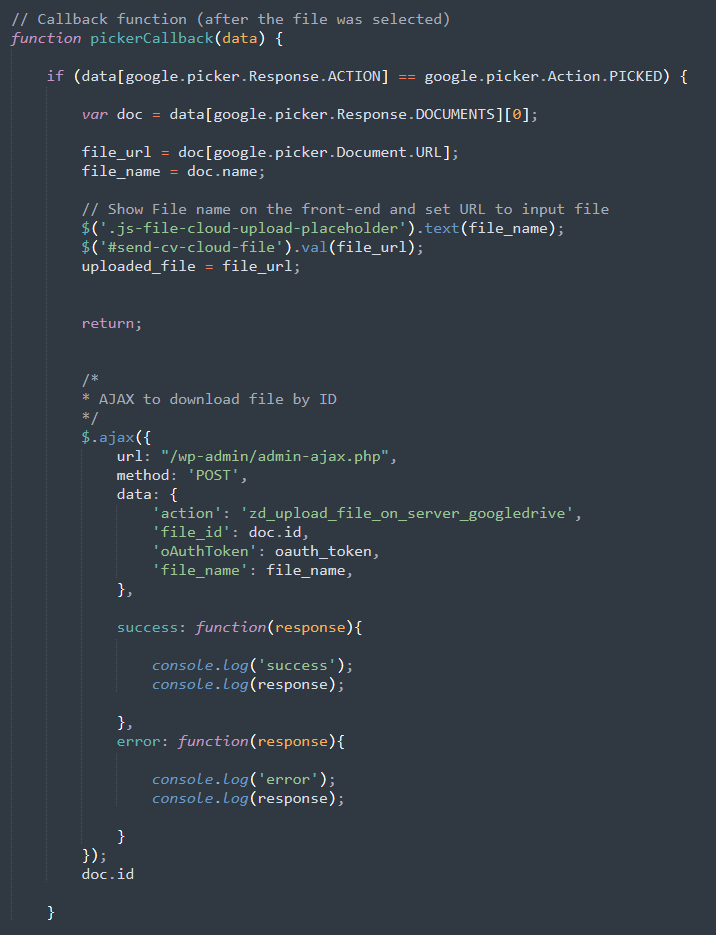 // Callback function (after the file was selected)
function pickerCallback(data) {
if (data[google.picker.Response.ACTION] == google.picker.Action.PICKED) {
var doc = data[google.picker.Response.DOCUMENTS][0];
file_url = doc[google.picker.Document.URL];
file_name = doc.name;
// Show File name on the front-end and set URL to input file
$('.js-file-cloud-upload-placeholder').text(file_name);
$('#send-cv-cloud-file').val(file_url);
uploaded_file = file_url;
return;
/*
* AJAX to download file by ID
*/
$.ajax({
url: "/wp-admin/admin-ajax.php",
method: 'POST',
data: {
'action': 'zd_upload_file_on_server_googledrive',
'file_id': doc.id,
'oAuthToken': oauth_token,
'file_name': file_name,
},
success: function(response){
console.log('success');
console.log(response);
},
error: function(response){
console.log('error');
console.log(response);
}
});
doc.id
}